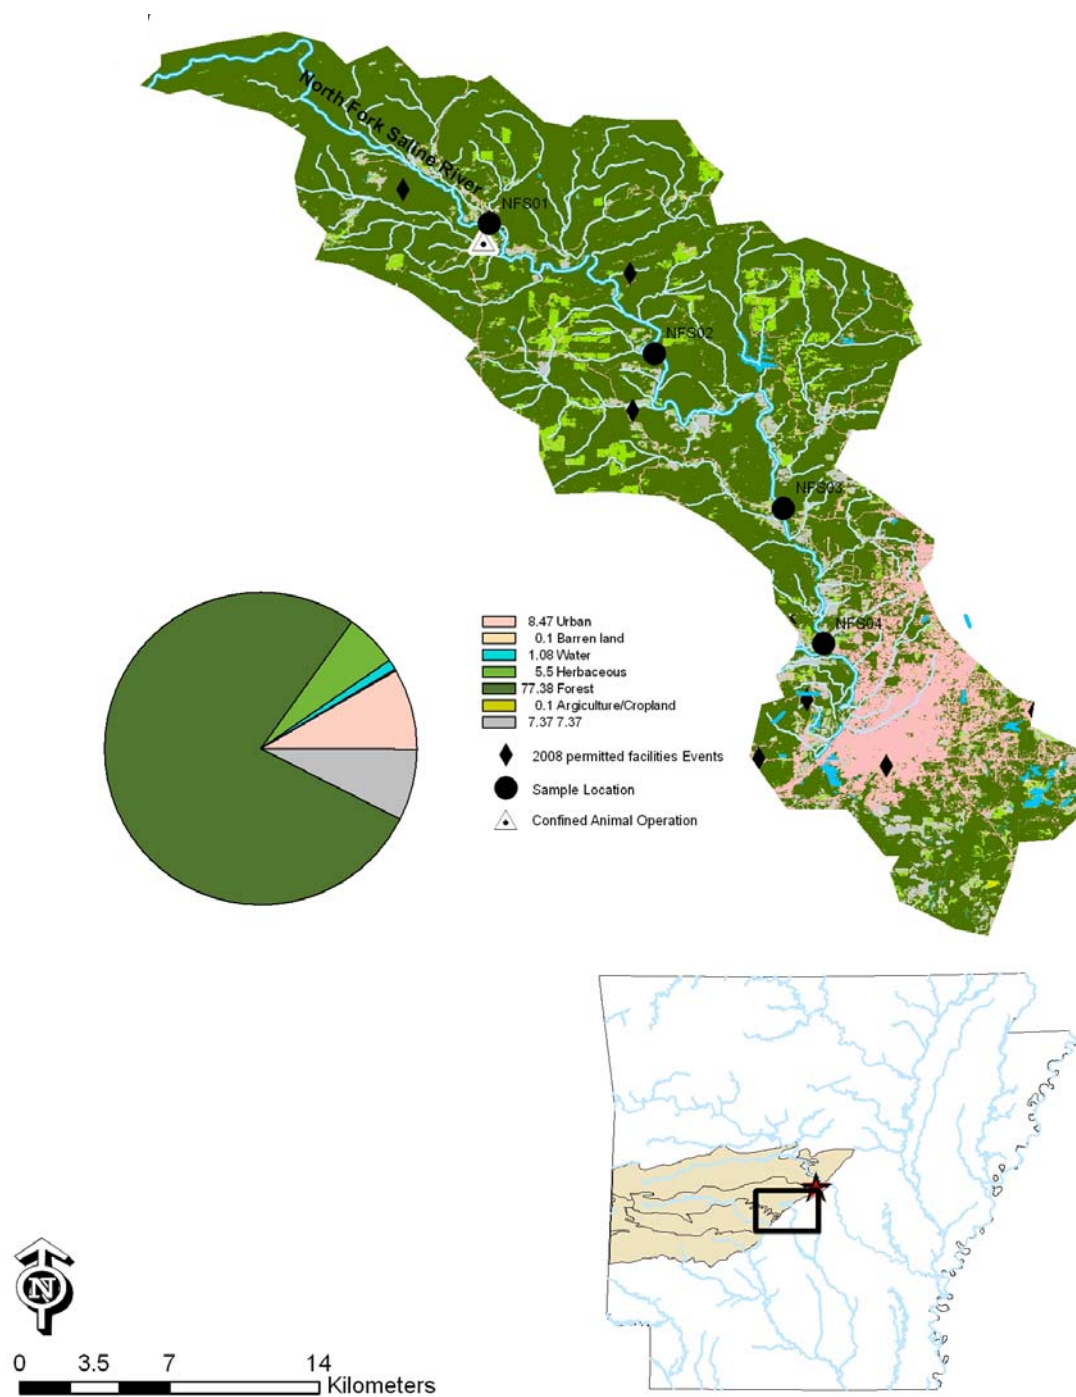 North Fork Saline River
NFS01
NFS02
NFS03
NFS04
8.47 Urban
0.1 Barren land
1.08 Water
5.5 Herbaceous
77.38 Forest
0.1 Argiculture/Cropland
7.37 7.37
2008 permitted facilities Events
Sample Location
Confined Animal Operation
N
0 3.5 7 14
Kilometers